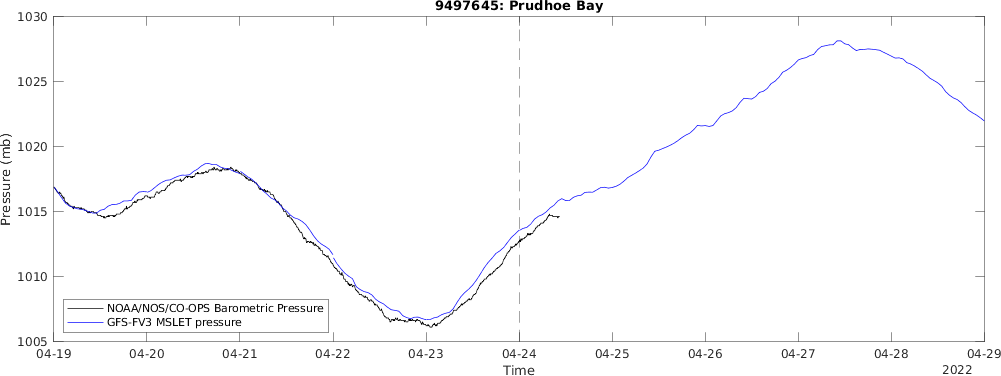 9497645: Prudhoe Bay
1030
1025
1020
1015
1010
1005
Pressure (mb)
NOAA/NOS/CO-OPS Barometric Pressure
GFS-FV3 MSLET pressure
04-19 04-20 04-21 04-22 04-23 04-24 04-25 04-26 04-27 04-28 04-29
Time
2022